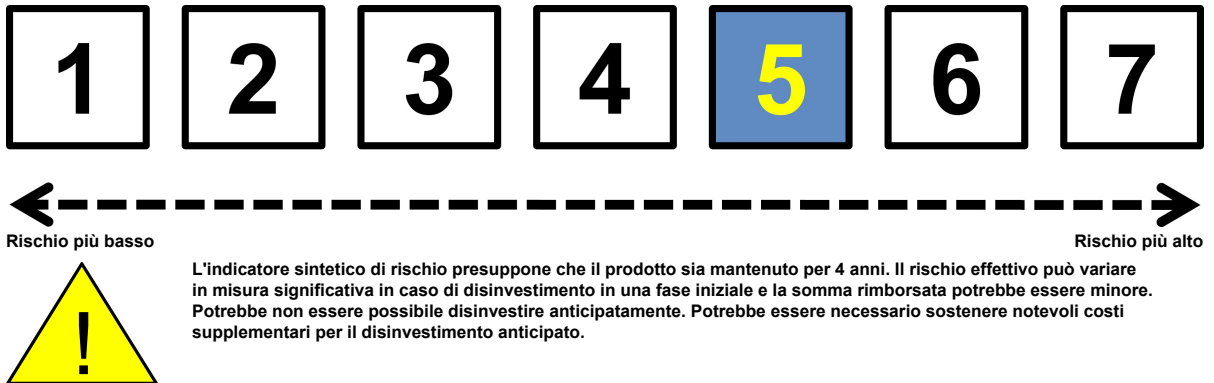 1 2 3 4 5 6 7
Rischio più basso Rischio più alto
L'indicatore sintetico di rischio presuppone che il prodotto sia mantenuto per 4 anni. Il rischio effettivo può variare
in misura significativa in caso di disinvestimento in una fase iniziale e la somma rimborsata potrebbe essere minore.
Potrebbe non essere possibile disinvestire anticipatamente. Potrebbe essere necessario sostenere notevoli costi
supplementari per il disinvestimento anticipato.
!